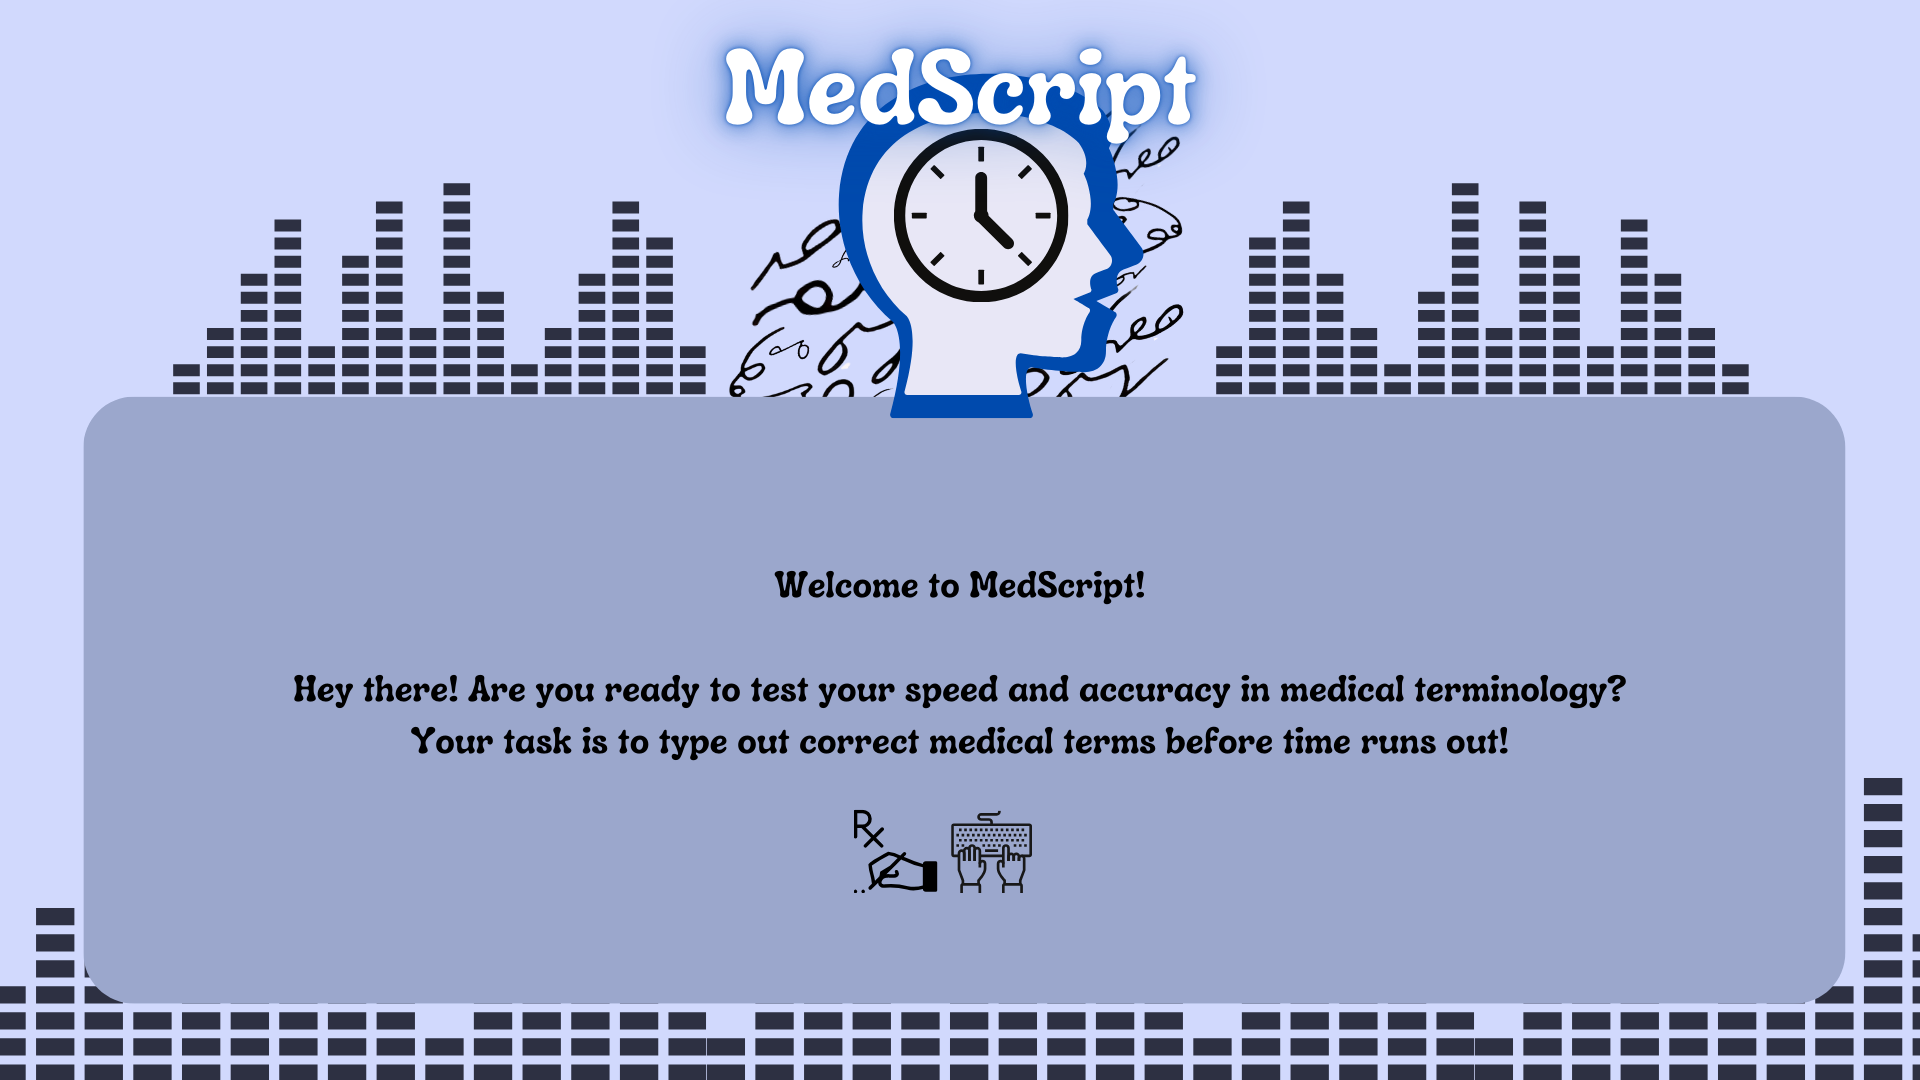 MedScript
Welcome to MedScript!
Hey there! Are you ready to test your speed and accuracy in medical terminology?
Your task is to type out correct medical terms before time runs out!
Rx